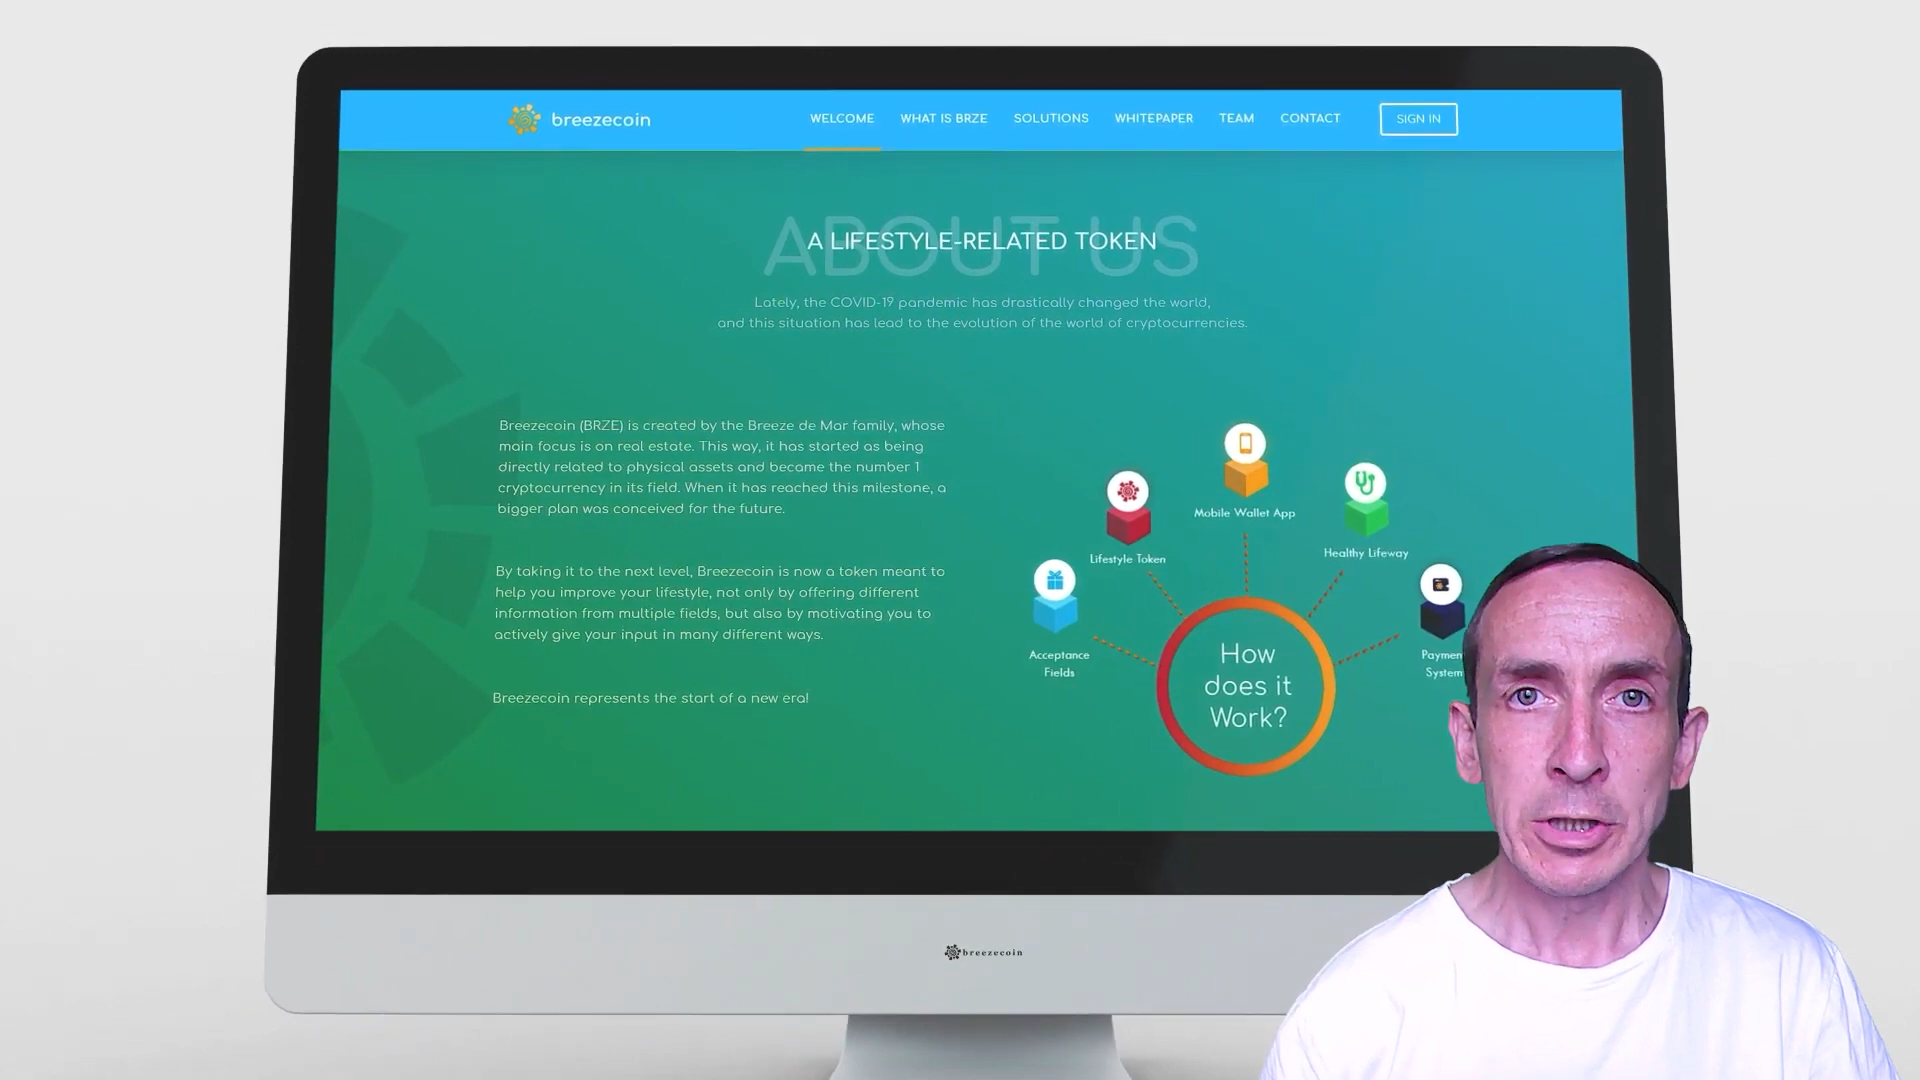 breezecoin
WELCOME
WHAT IS BRZE
SOLUTIONS
WHITEPAPER
TEAM
CONTACT
SIGN IN
ABOUT US
A LIFESTYLE-RELATED TOKEN
Lately, the COVID-19 pandemic has drastically changed the world,
and this situation has lead to the evolution of the world of cryptocurrencies.
Breezecoin (BRZE) is created by the Breeze de Mar family, whose
main focus is on real estate. This way, it has started as being
directly related to physical assets and became the number 1
cryptocurrency in its field. When it has reached this milestone, a
bigger plan was conceived for the future.
By taking it to the next level, Breezecoin is now a token meant to
help you improve your lifestyle, not only by offering different
information from multiple fields, but also by motivating you to
actively give your input in many different ways.
Breezecoin represents the start of a new era!
Mobile Wallet App
Lifestyle Token
Healthy Lifeway
Acceptance
Fields
Paymen
System
How
does it
Work?
breezecoin